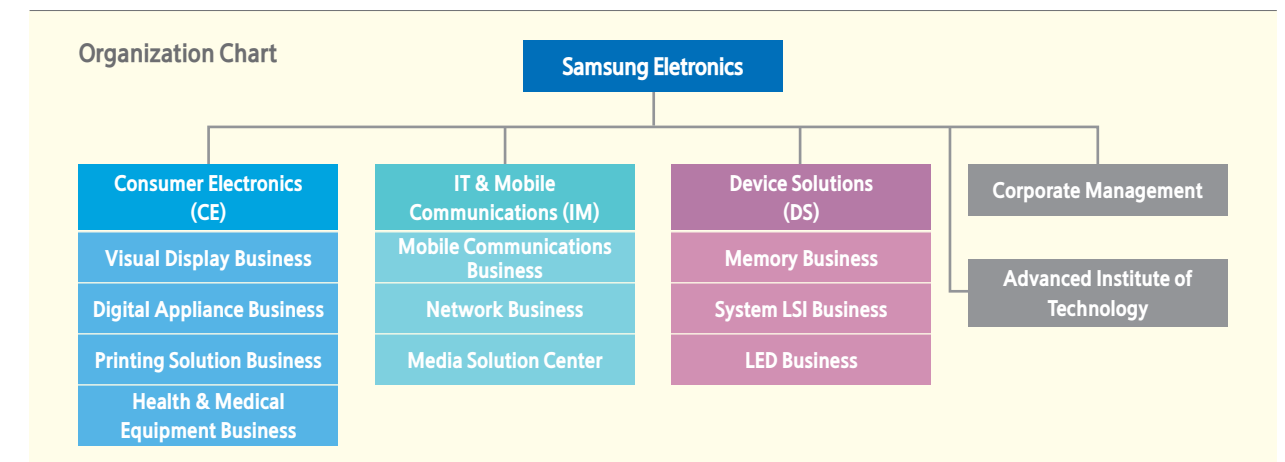 Organization Chart
Samsung Eletronics
Consumer Electronics
(CE)
Visual Display Business
Digital Appliance Business
Printing Solution Business
Health & Medical
Equipment Business
IT & Mobile
Communications (IM)
Mobile Communications
Business
Network Business
Media Solution Center
Device Solutions
(DS)
Memory Business
System LSI Business
LED Business
Corporate Management
Advanced Institute of
Technology